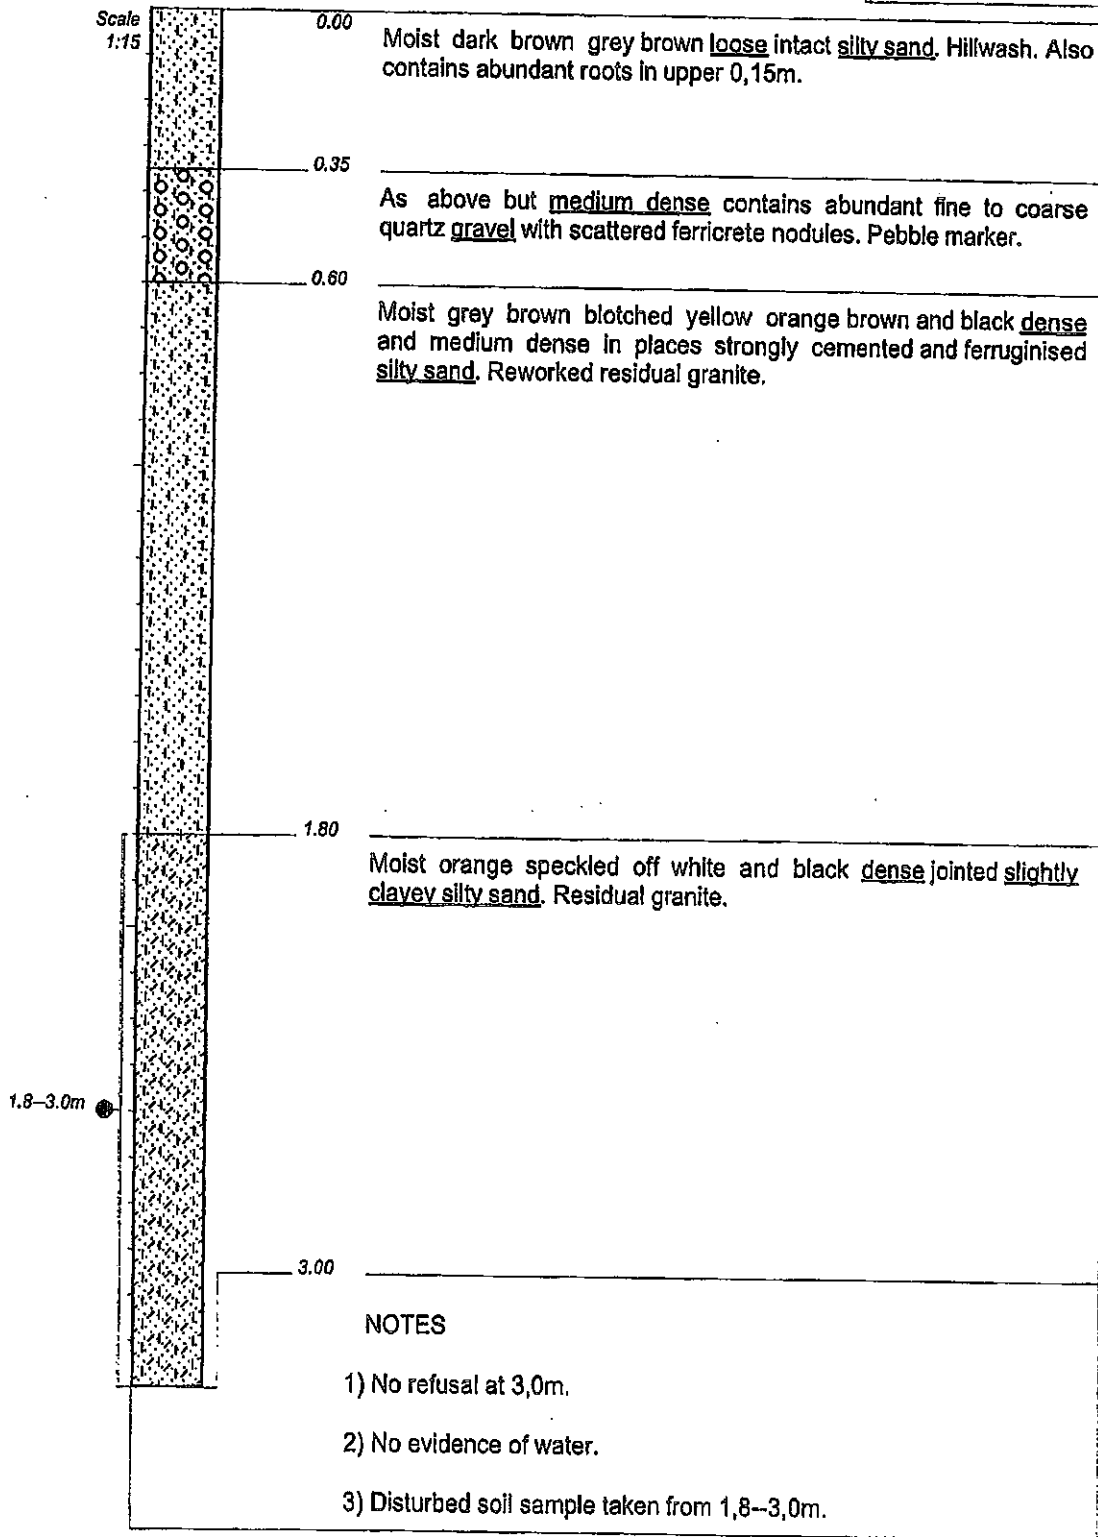 Scale
1:15
0.00
Moist dark brown grey brown loose intact silty sand. Hillwash. Also
contains abundant roots in upper 0,15m.
0.35
As above but medium dense contains abundant fine to coarse
quartz gravel with scattered ferricrete nodules. Pebble marker.
0.60
Moist grey brown blotched yellow orange brown and black dense
and medium dense in places strongly cemented and ferruginised
silty sand. Reworked residual granite.
1.80
Moist orange speckled off white and black dense jointed slightly
clayey silty sand. Residual granite.
1.8–3.0m
3.00
NOTES
1) No refusal at 3,0m.
2) No evidence of water.
3) Disturbed soil sample taken from 1,8--3,0m.